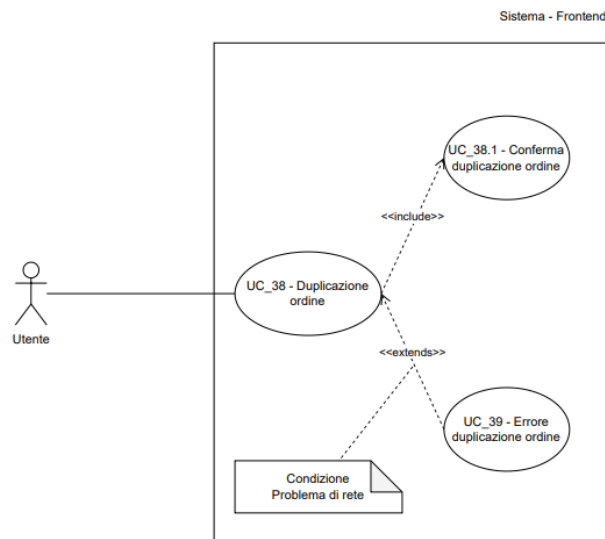 Sistema - Frontend
UC_38.1 - Conferma
duplicazione ordine
<<include>>
UC_38 - Duplicazione
ordine
Utente
<<extends>>
UC_39 - Errore
duplicazione ordine
Condizione
Problema di rete